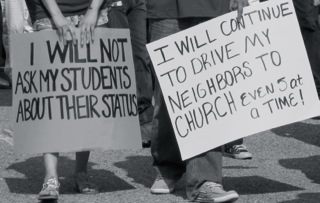 I WILL NOT
ASK MY STUDENTS
ABOUT THEIR STATUS
I WILL CONTINUE
TO DRIVE MY
NEIGHBORS TO
CHURCH EVEN 5 at
a TIME!